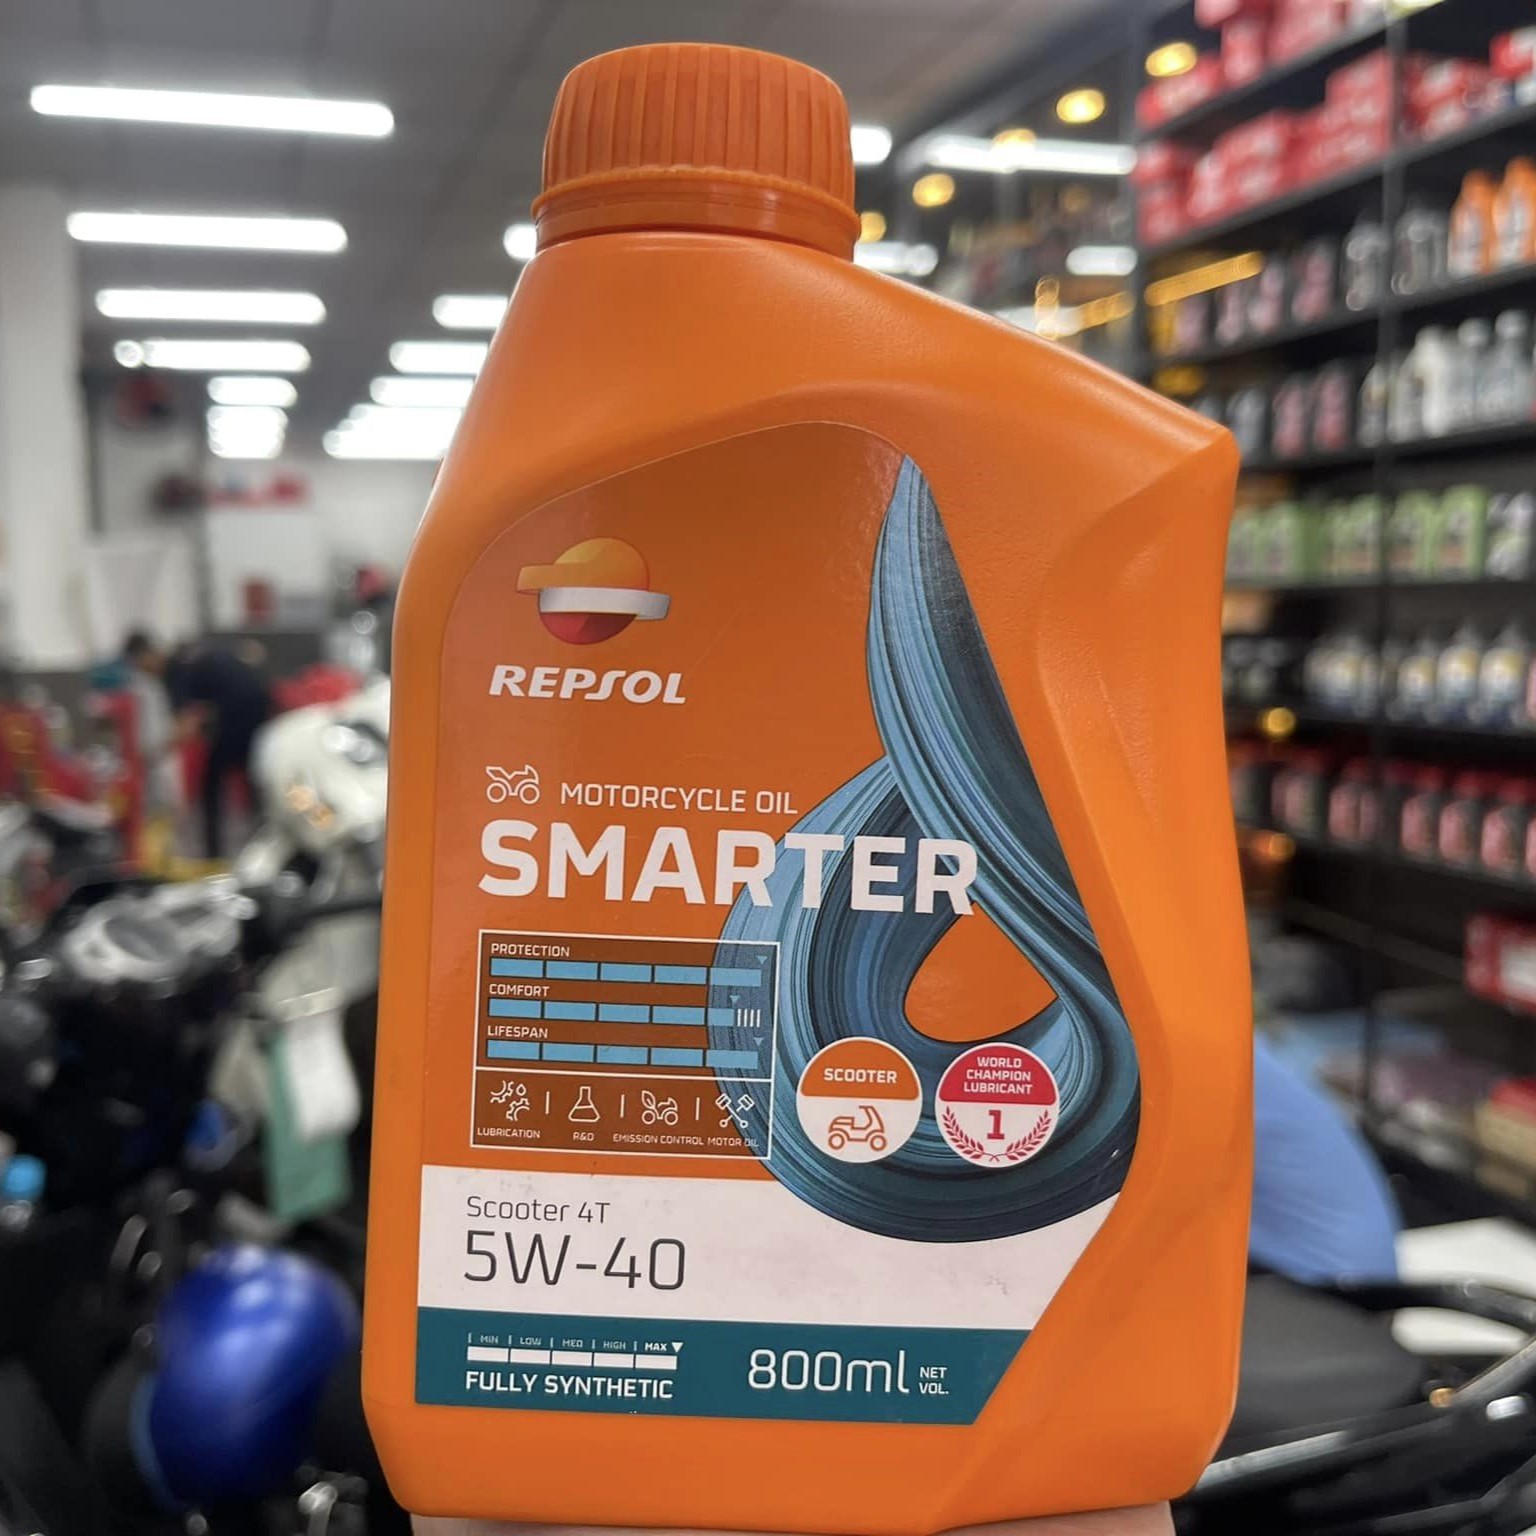 REPSOL
MOTORCYCLE OIL
SMARTER
PROTECTION
COMFORT
LIFESPAN
LUBRICATION
R&D
EMISSION CONTROL
MOTOR OIL
SCOOTER
WORLD
CHAMPION
LUBRICANT
1
Scooter 4T
5W-40
MIN LOW MED HIGH MAX
FULLY SYNTHETIC
800ml NET
VOL.